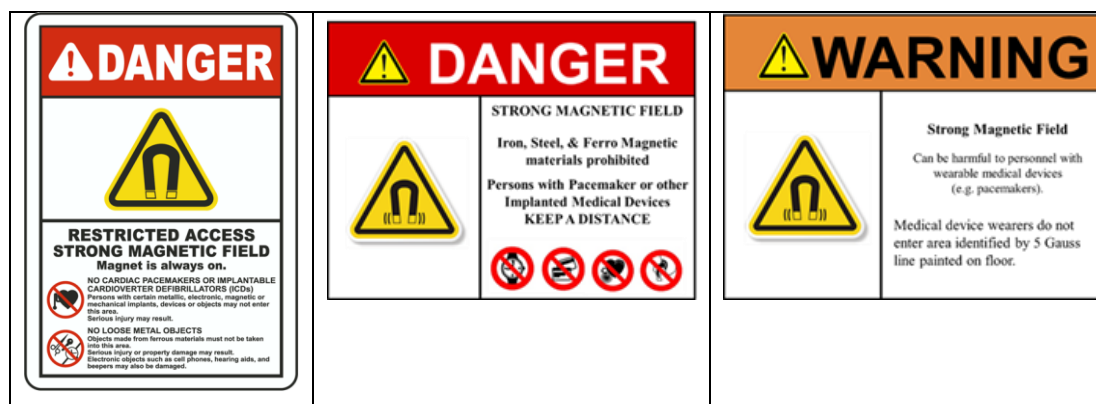 DANGER
RESTRICTED ACCESS
STRONG MAGNETIC FIELD
Magnet is always on.
NO CARDIAC PACEMAKERS OR IMPLANTABLE
CARDIOVERTER DEFIBRILLATORS (ICDs)
Persons with certain metallic, electronic, magnetic or
mechanical implants, devices or objects may not enter
this area.
Serious injury may result.
NO LOOSE METAL OBJECTS
Objects made from ferrous materials must not be taken
into this area.
Serious injury or property damage may result.
Electronic objects such as cell phones, hearing aids, and
beepers may also be damaged.
DANGER
STRONG MAGNETIC FIELD
Iron, Steel, & Ferro Magnetic
materials prohibited
Persons with Pacemaker or other
Implanted Medical Devices
KEEP A DISTANCE
WARNING
Strong Magnetic Field
Can be harmful to personnel with
wearable medical devices
(e.g. pacemakers).
Medical device wearers do not
enter area identified by 5 Gauss
line painted on floor.